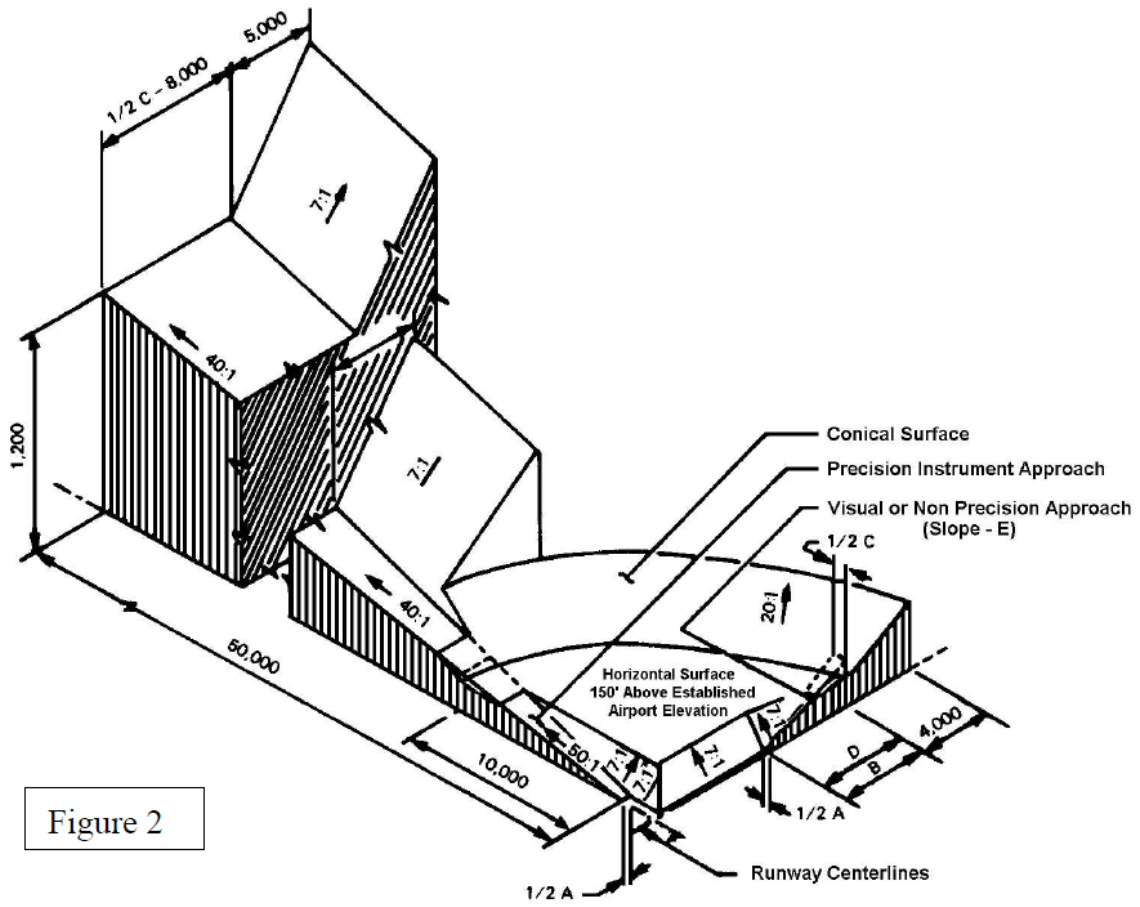 5,000
1/2 C – 8,000
7:1
40:1
1,200
7:1
Conical Surface
Precision Instrument Approach
Visual or Non Precision Approach
(Slope - E)
1/2 C
20:1
40:1
Horizontal Surface
150' Above Established
Airport Elevation
50,000
4,000
D
B
7:1
7:1
50:1
7:1
7:1
10,000
1/2 A
Figure 2
Runway Centerlines
1/2 A